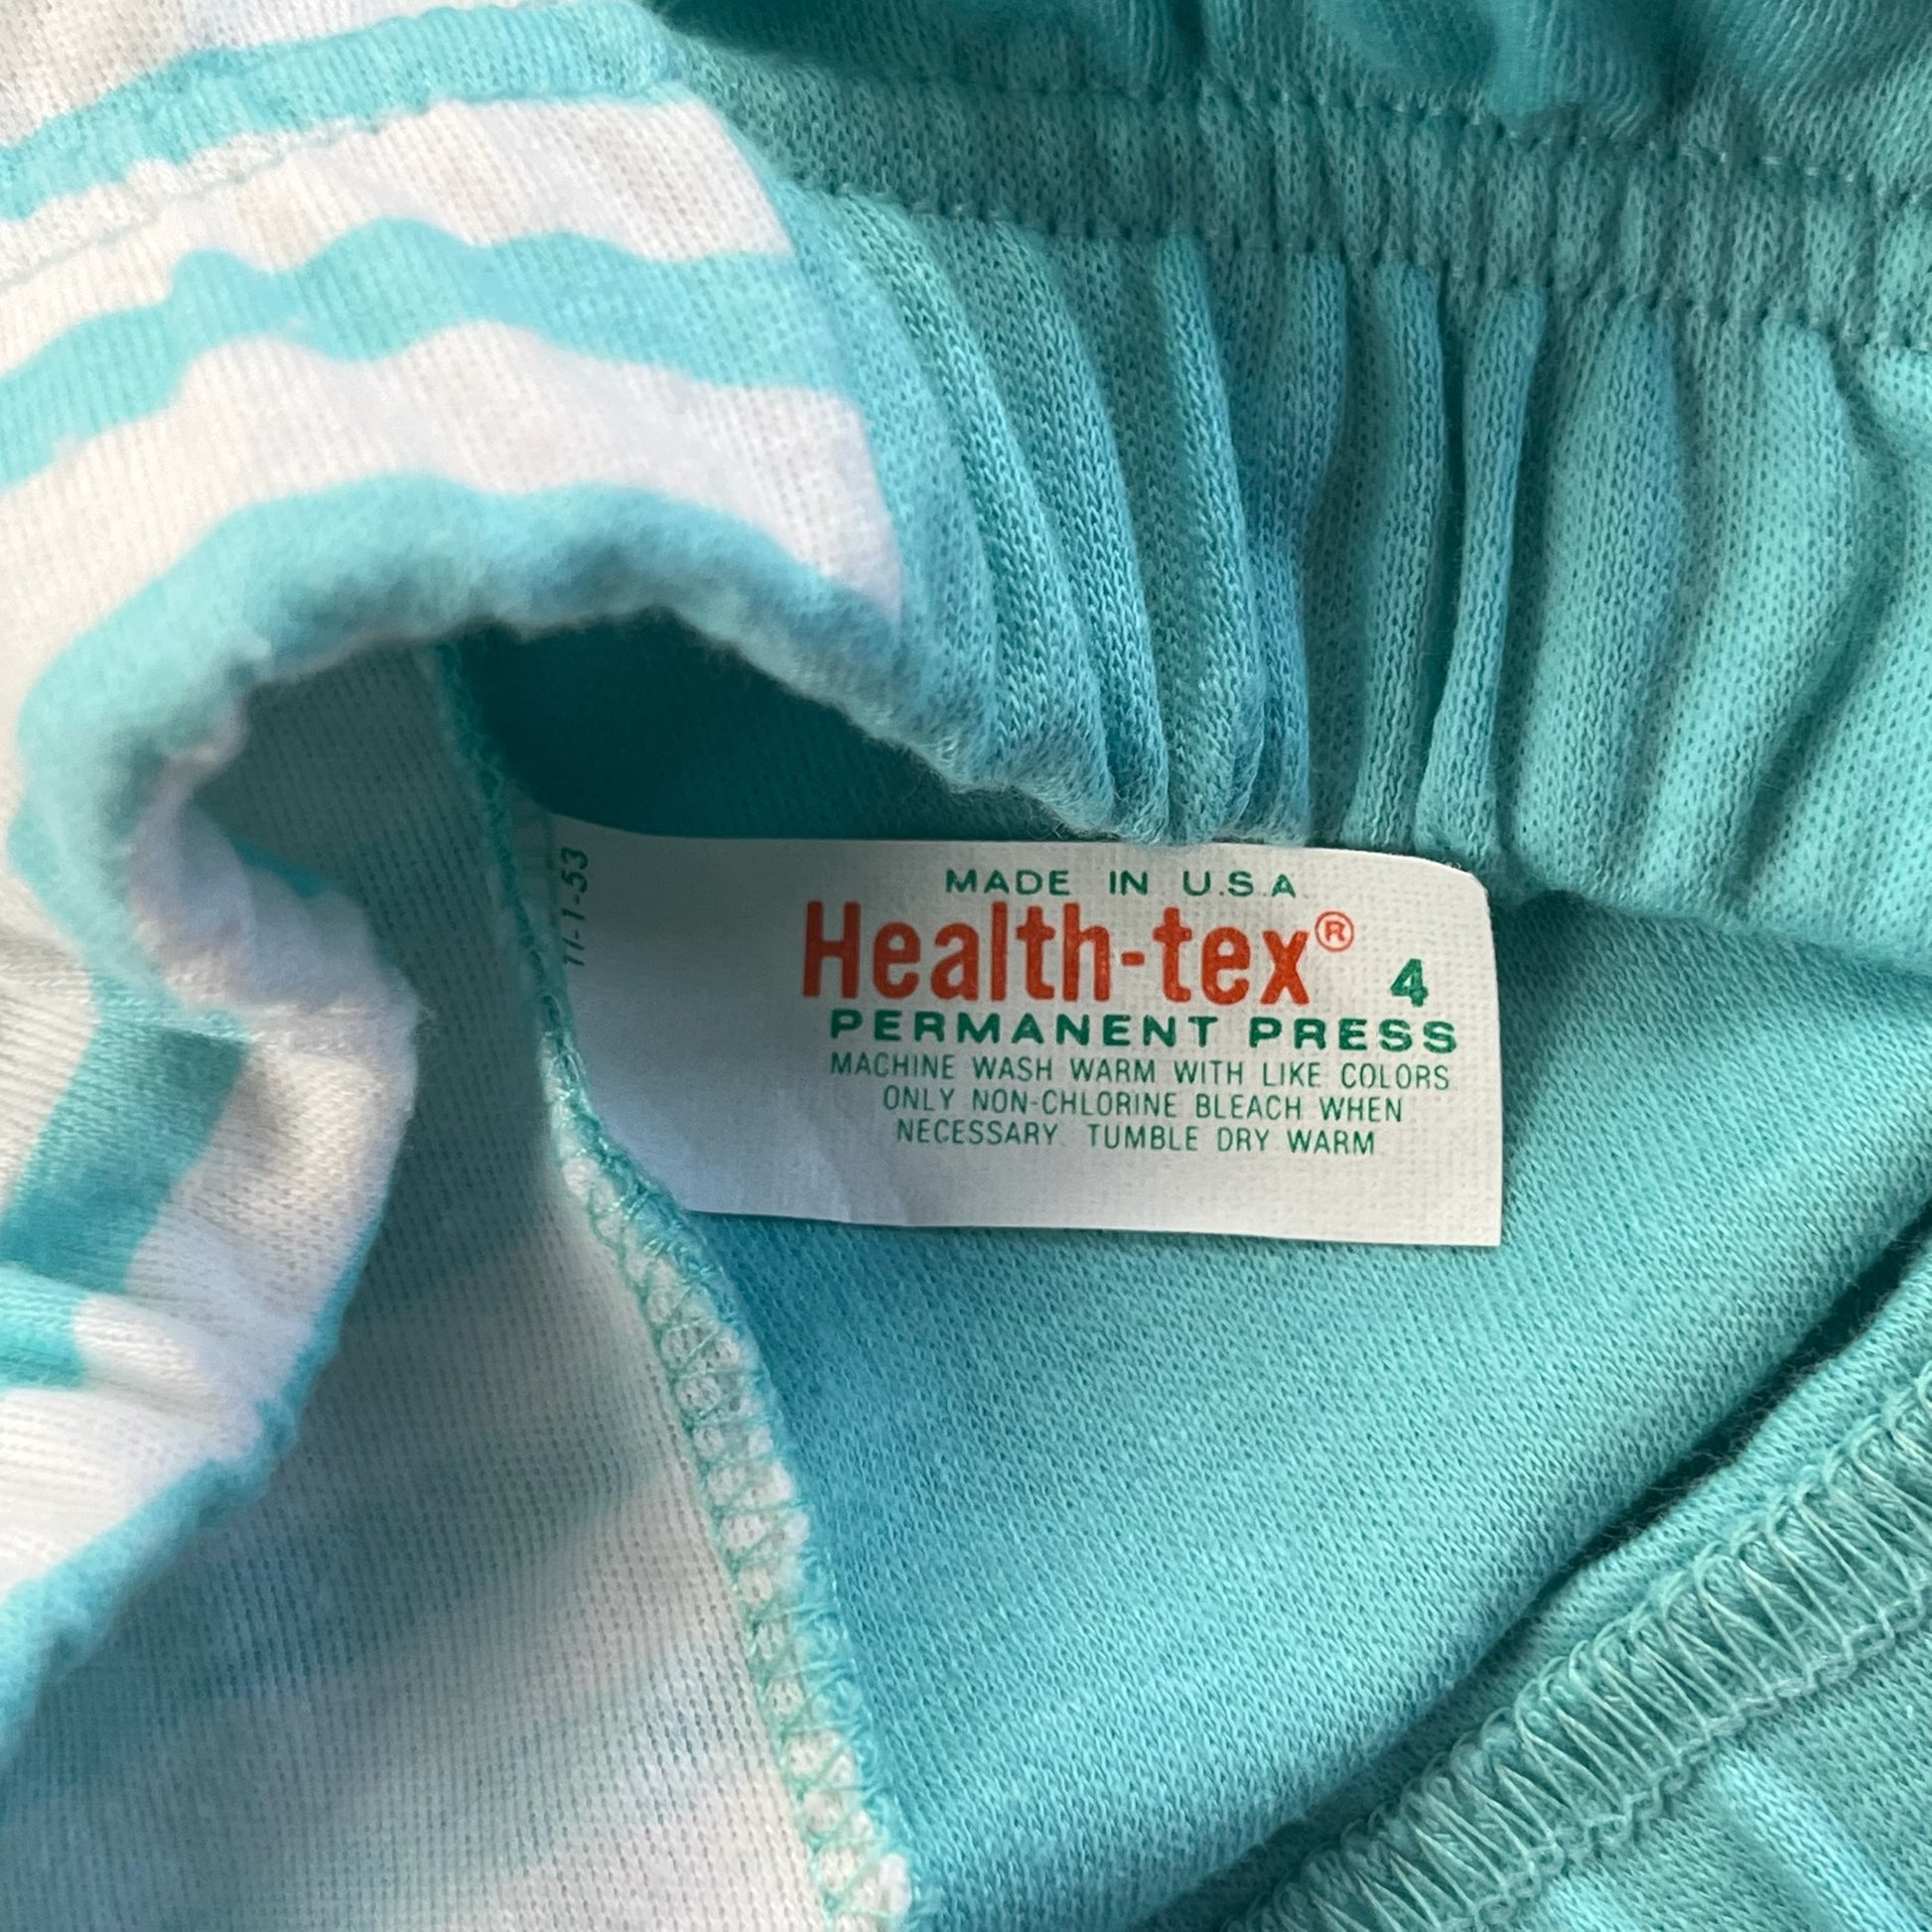 MADE IN U.S.A.
Health-tex® 4
PERMANENT PRESS
MACHINE WASH WARM WITH LIKE COLORS
ONLY NON-CHLORINE BLEACH WHEN
NECESSARY. TUMBLE DRY WARM